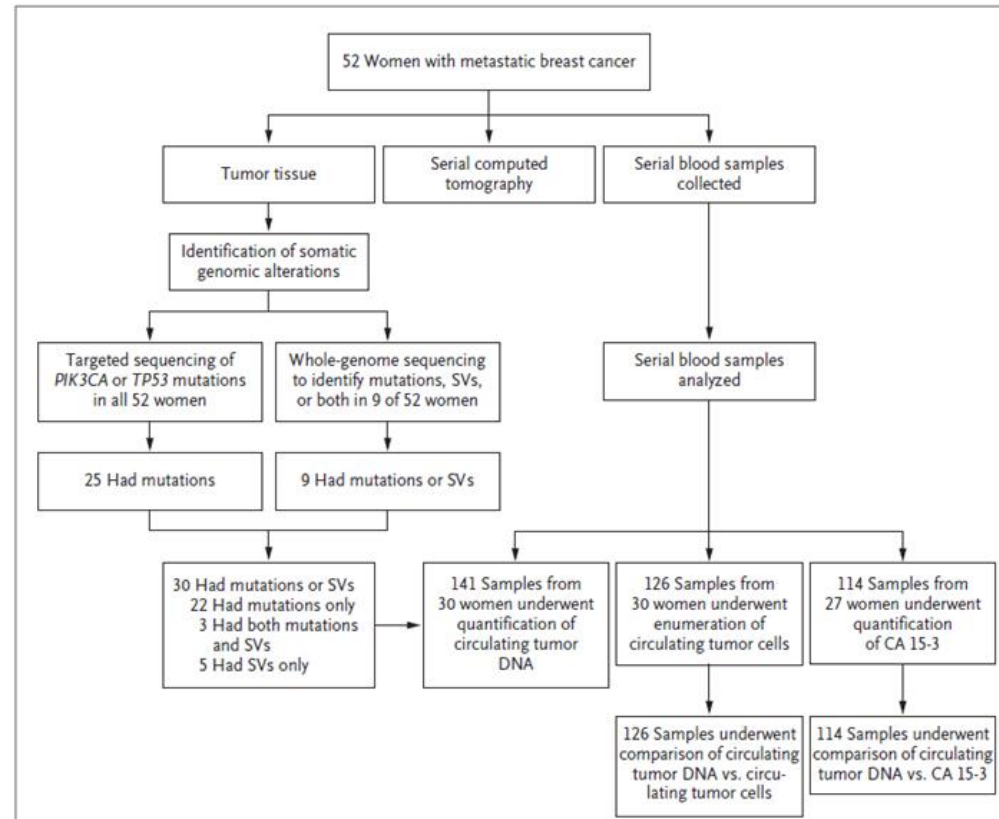 52 Women with metastatic breast cancer
Tumor tissue
Serial computed
tomography
Serial blood samples
collected
Identification of somatic
genomic alterations
Targeted sequencing of
PIK3CA or TP53 mutations
in all 52 women
Whole-genome sequencing
to identify mutations, SVs,
or both in 9 of 52 women
Serial blood samples
analyzed
25 Had mutations
9 Had mutations or SVs
30 Had mutations or SVs
22 Had mutations only
3 Had both mutations
and SVs
5 Had SVs only
141 Samples from
30 women underwent
quantification of
circulating tumor
DNA
126 Samples from
30 women underwent
enumeration of
circulating tumor cells
114 Samples from
27 women underwent
quantification
of CA 15-3
126 Samples underwent
comparison of circulating
tumor DNA vs. circu-
lating tumor cells
114 Samples underwent
comparison of circulating
tumor DNA vs. CA 15-3